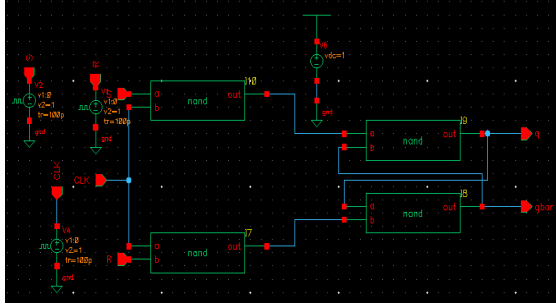 S
R
V2
v1:0
v2=1
tr=100p
gnd
v1:0
v2=1
tr=100p
gnd
CLK
V4
v1:0
v2=1
tr=100p
gnd
CLK
R
a
b
nand
out
I10
a
b
nand
out
I7
V6
vdc=1
gnd
a
b
nand
out
I9
q
a
b
nand
out
I8
qbar